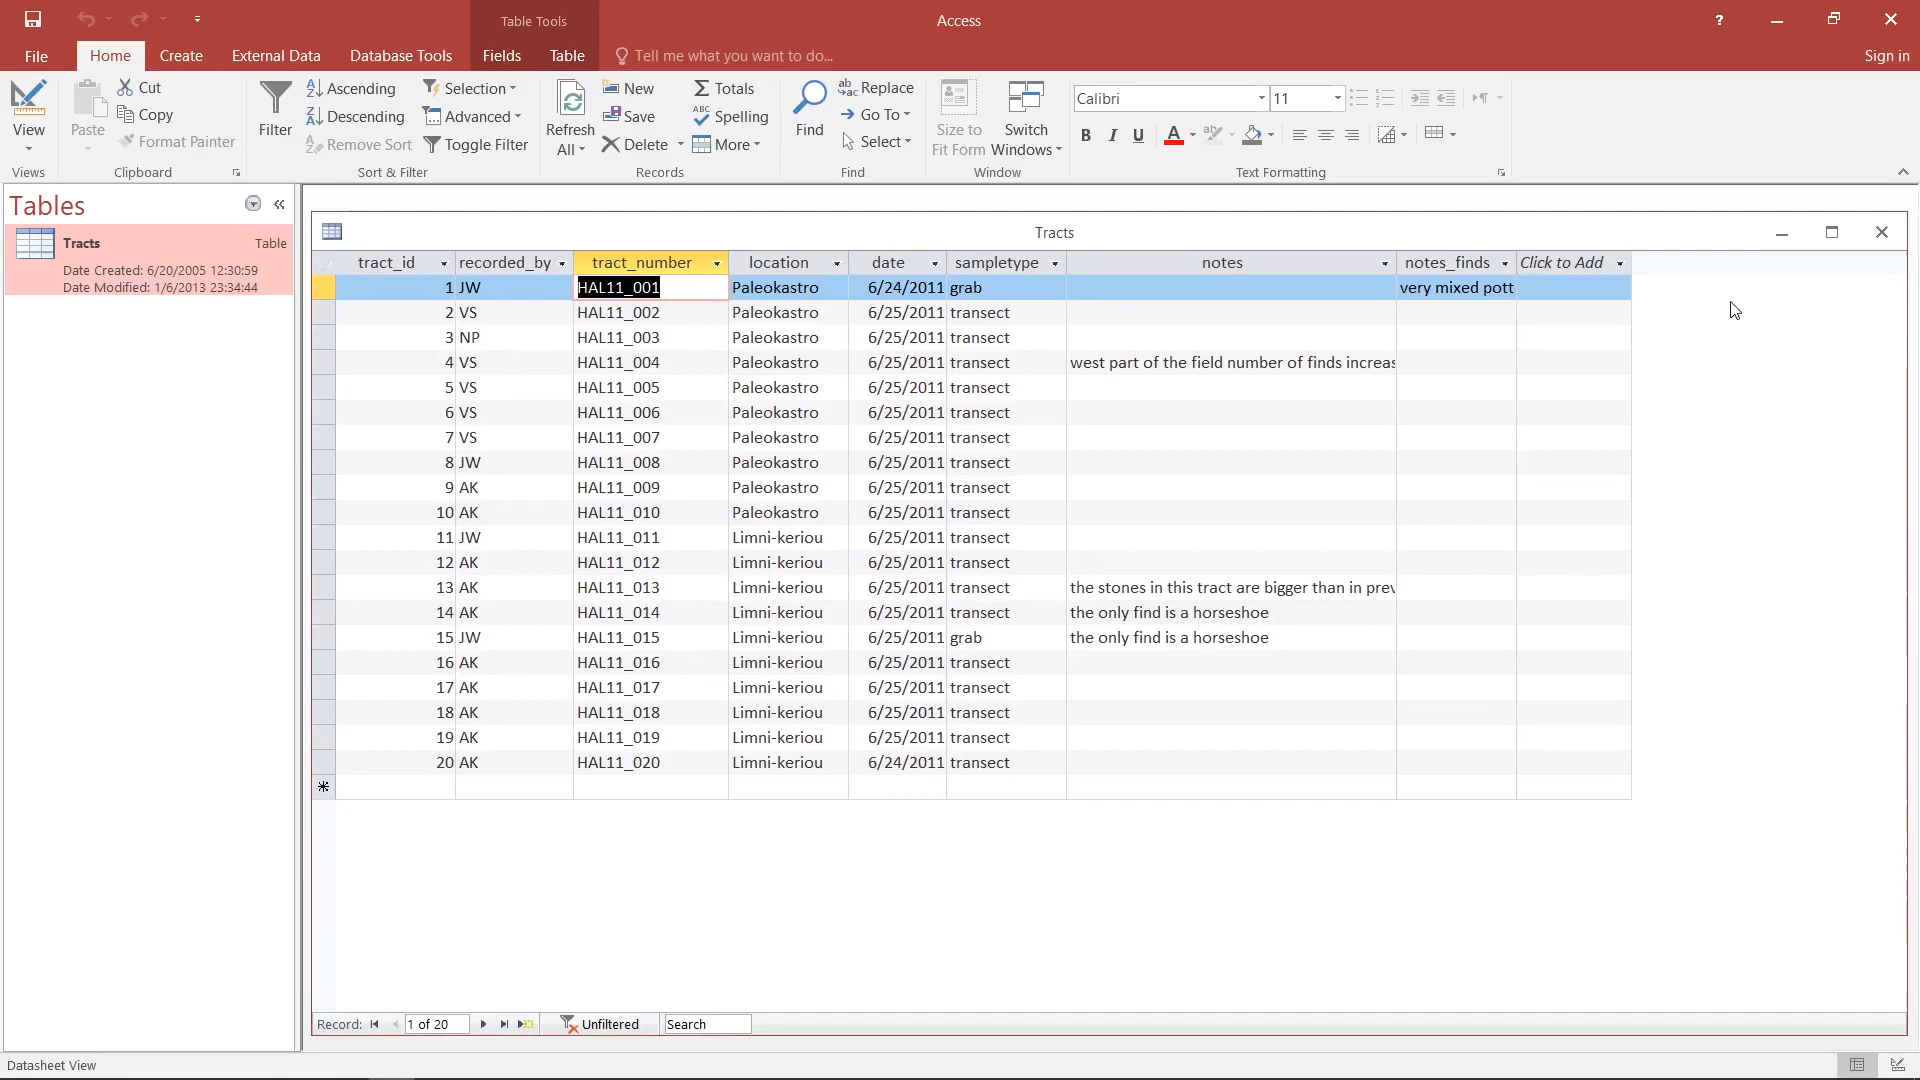 Table Tools
Access
?
File Home Create External Data Database Tools Fields Table Tell me what you want to do... Sign in
View
Views
Paste
Cut
Copy
Format Painter
Clipboard
Filter
Ascending
Descending
Remove Sort
Selection
Advanced
Toggle Filter
Sort & Filter
Refresh
All
New
Save
Delete
Totals
Spelling
More
Records
Find
Replace
Go To
Select
Find
Size to
Fit Form
Switch
Windows
Window
Calibri 11
B I U A
Text Formatting
Tables
Tracts Table
Date Created: 6/20/2005 12:30:59
Date Modified: 1/6/2013 23:34:44
Tracts
tract_id recorded_by tract_number location date sampletype notes notes_finds Click to Add
1 JW HAL11_001 Paleokastro 6/24/2011 grab very mixed pott
2 VS HAL11_002 Paleokastro 6/25/2011 transect
3 NP HAL11_003 Paleokastro 6/25/2011 transect
4 VS HAL11_004 Paleokastro 6/25/2011 transect west part of the field number of finds increas
5 VS HAL11_005 Paleokastro 6/25/2011 transect
6 VS HAL11_006 Paleokastro 6/25/2011 transect
7 VS HAL11_007 Paleokastro 6/25/2011 transect
8 JW HAL11_008 Paleokastro 6/25/2011 transect
9 AK HAL11_009 Paleokastro 6/25/2011 transect
10 AK HAL11_010 Paleokastro 6/25/2011 transect
11 JW HAL11_011 Limni-keriou 6/25/2011 transect
12 AK HAL11_012 Limni-keriou 6/25/2011 transect
13 AK HAL11_013 Limni-keriou 6/25/2011 transect the stones in this tract are bigger than in prev
14 AK HAL11_014 Limni-keriou 6/25/2011 transect the only find is a horseshoe
15 JW HAL11_015 Limni-keriou 6/25/2011 grab the only find is a horseshoe
16 AK HAL11_016 Limni-keriou 6/25/2011 transect
17 AK HAL11_017 Limni-keriou 6/25/2011 transect
18 AK HAL11_018 Limni-keriou 6/25/2011 transect
19 AK HAL11_019 Limni-keriou 6/25/2011 transect
20 AK HAL11_020 Limni-keriou 6/24/2011 transect
Record: 1 of 20 Unfiltered Search
Datasheet View